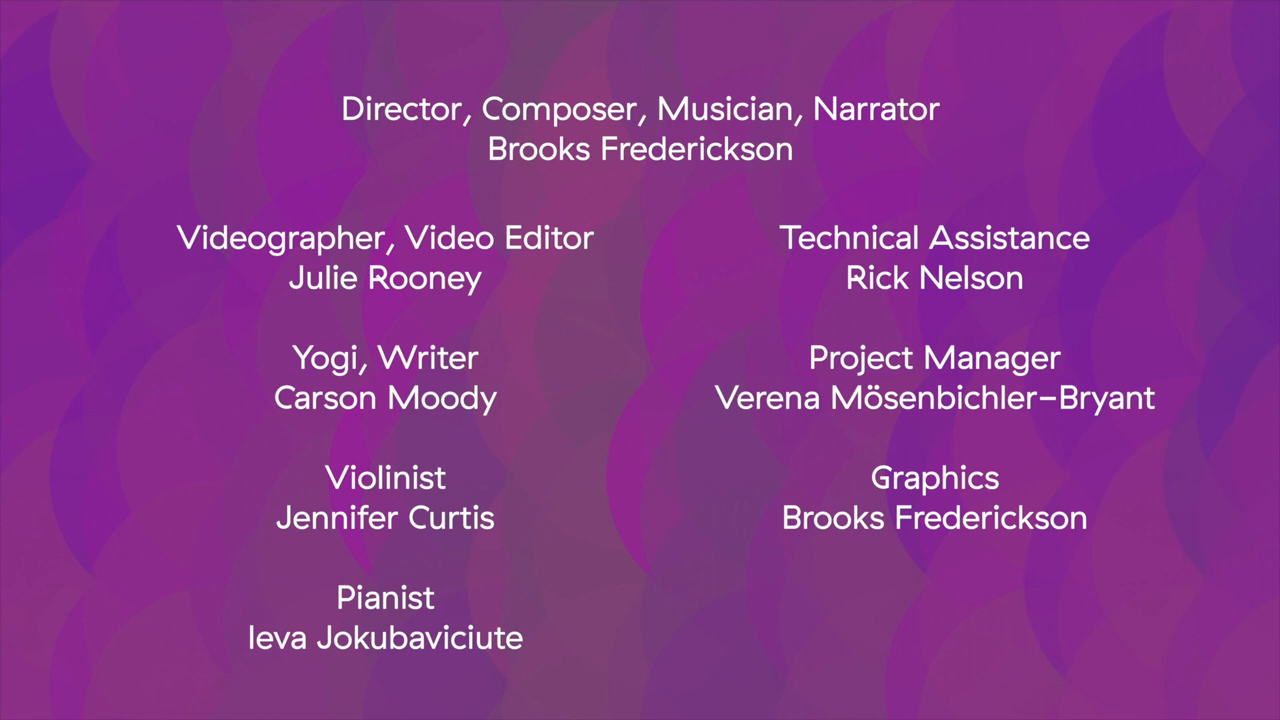 Director, Composer, Musician, Narrator
Brooks Frederickson
Videographer, Video Editor
Julie Rooney
Yogi, Writer
Carson Moody
Violinist
Jennifer Curtis
Pianist
Ieva Jokubaviciute
Technical Assistance
Rick Nelson
Project Manager
Verena Mösenbichler-Bryant
Graphics
Brooks Frederickson